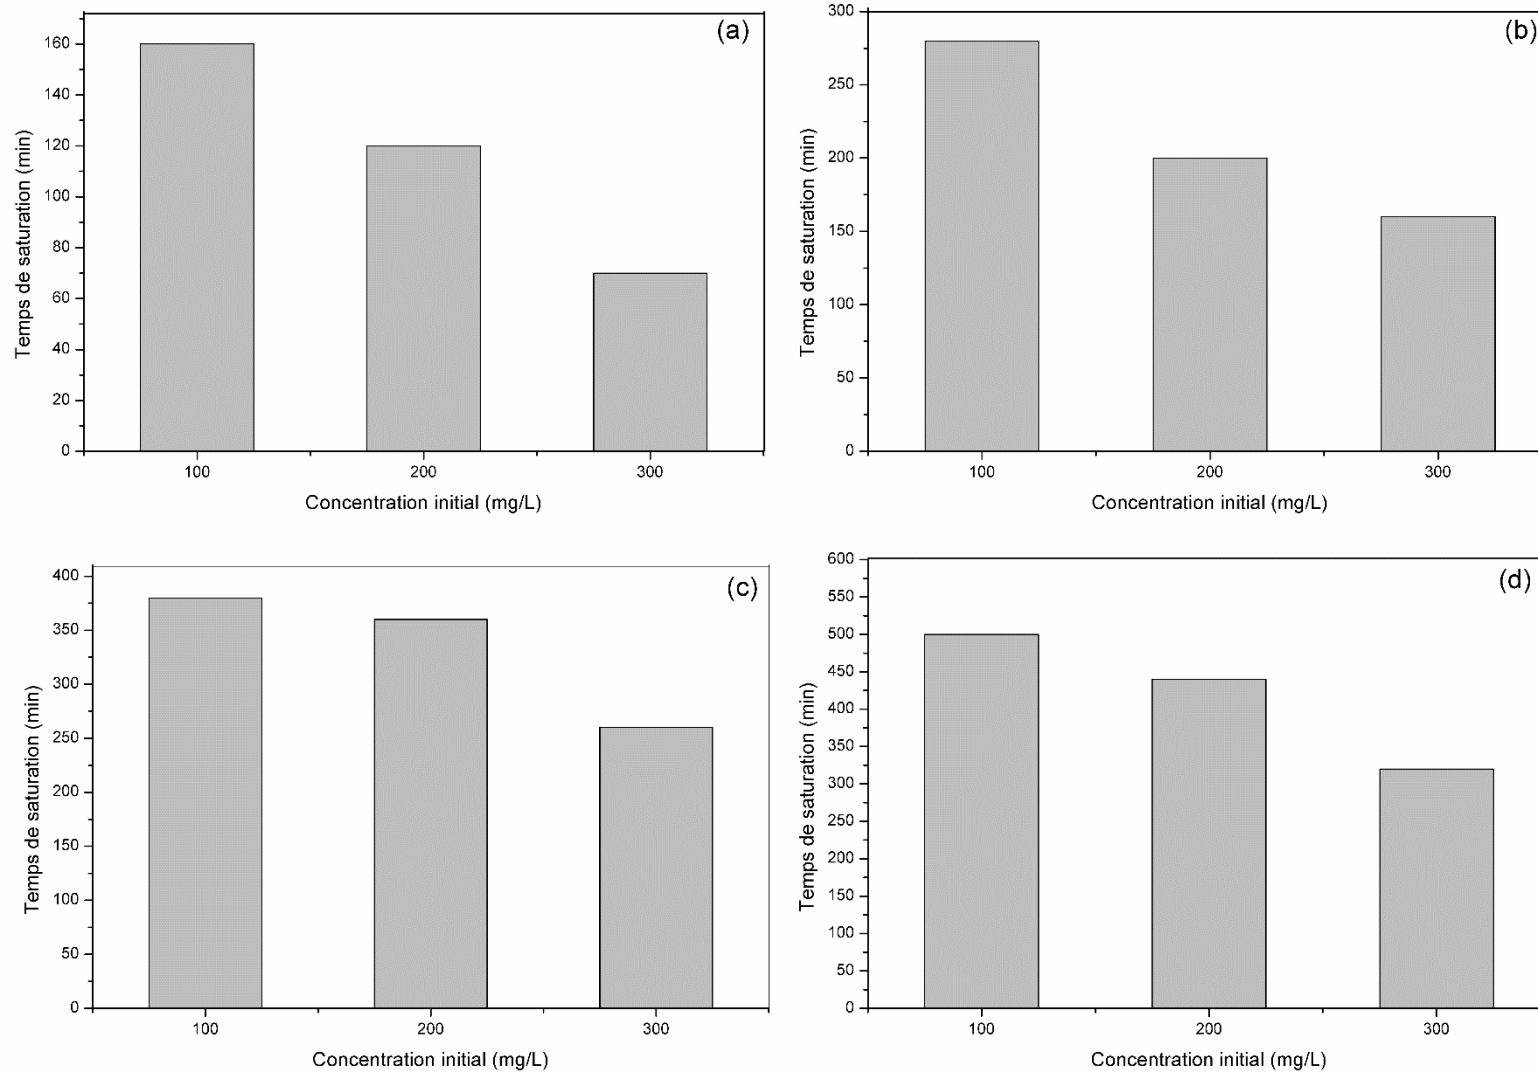 (a)
Temps de saturation (min)
160
140
120
100
80
60
40
20
0
100 200 300
Concentration initial (mg/L)
(b)
Temps de saturation (min)
300
250
200
150
100
50
0
100 200 300
Concentration initial (mg/L)
(c)
Temps de saturation (min)
400
350
300
250
200
150
100
50
0
100 200 300
Concentration initial (mg/L)
(d)
Temps de saturation (min)
600
550
500
450
400
350
300
250
200
150
100
50
0
100 200 300
Concentration initial (mg/L)